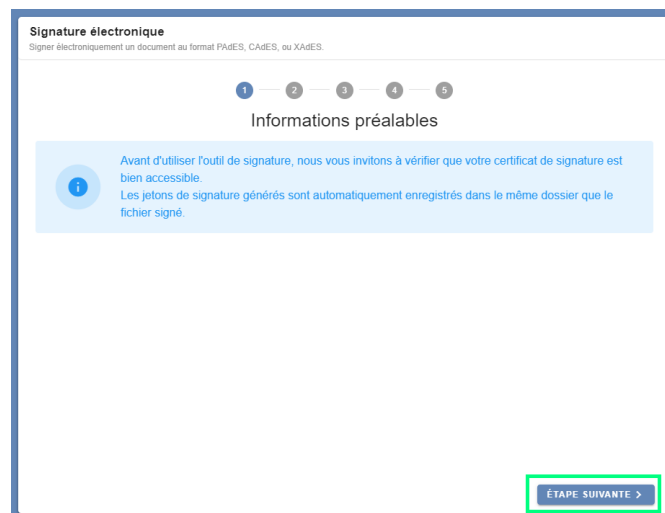 Signature électronique
Signer électroniquement un document au format PAdES, CAdES, ou XAdES.
1 2 3 4 5
Informations préalables
Avant d'utiliser l'outil de signature, nous vous invitons à vérifier que votre certificat de signature est
bien accessible.
Les jetons de signature générés sont automatiquement enregistrés dans le même dossier que le
fichier signé.
ÉTAPE SUIVANTE >